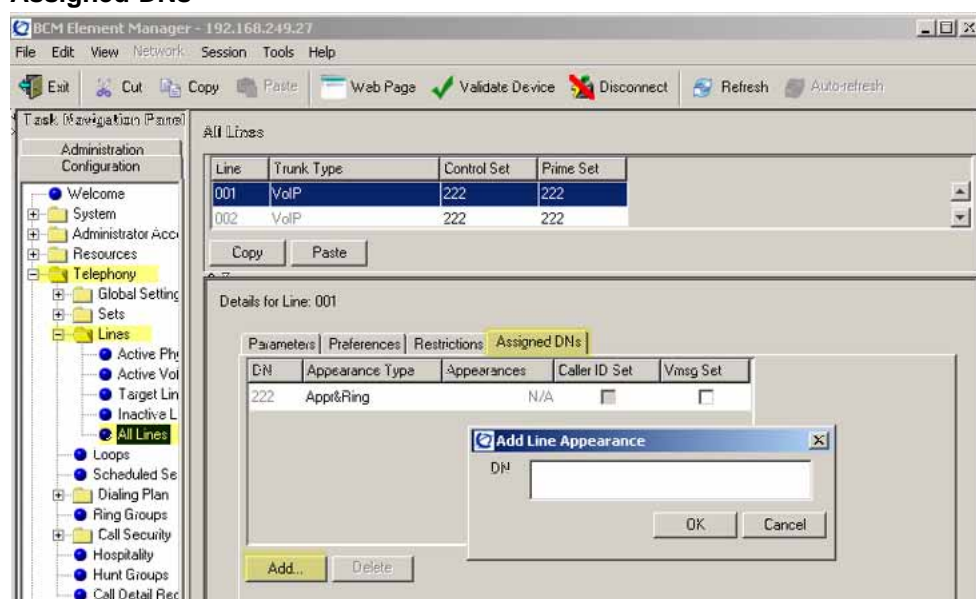 Assigned DNs
BCM Element Manager - 192.168.249.27
File Edit View Network Session Tools Help
Exit Cut Copy Paste Web Page Validate Device Disconnect Refresh Auto-refresh
Task Navigation Panel
Administration
Configuration
Welcome
System
Administrator Acc
Resources
Telephony
Global Setting
Sets
Lines
Active Phy
Active VoI
Target Lin
Inactive L
All Lines
Loops
Scheduled Se
Dialing Plan
Ring Groups
Call Security
Hospitality
Hunt Groups
Call Detail Rec
All Lines
Line Trunk Type Control Set Prime Set
001 VoIP 222 222
002 VoIP 222 222
Copy Paste
Details for Line: 001
Parameters Preferences Restrictions Assigned DNs
DN Appearance Type Appearances Caller ID Set Vmsg Set
222 Appr&Ring N/A
Add Line Appearance
DN
OK Cancel
Add... Delete